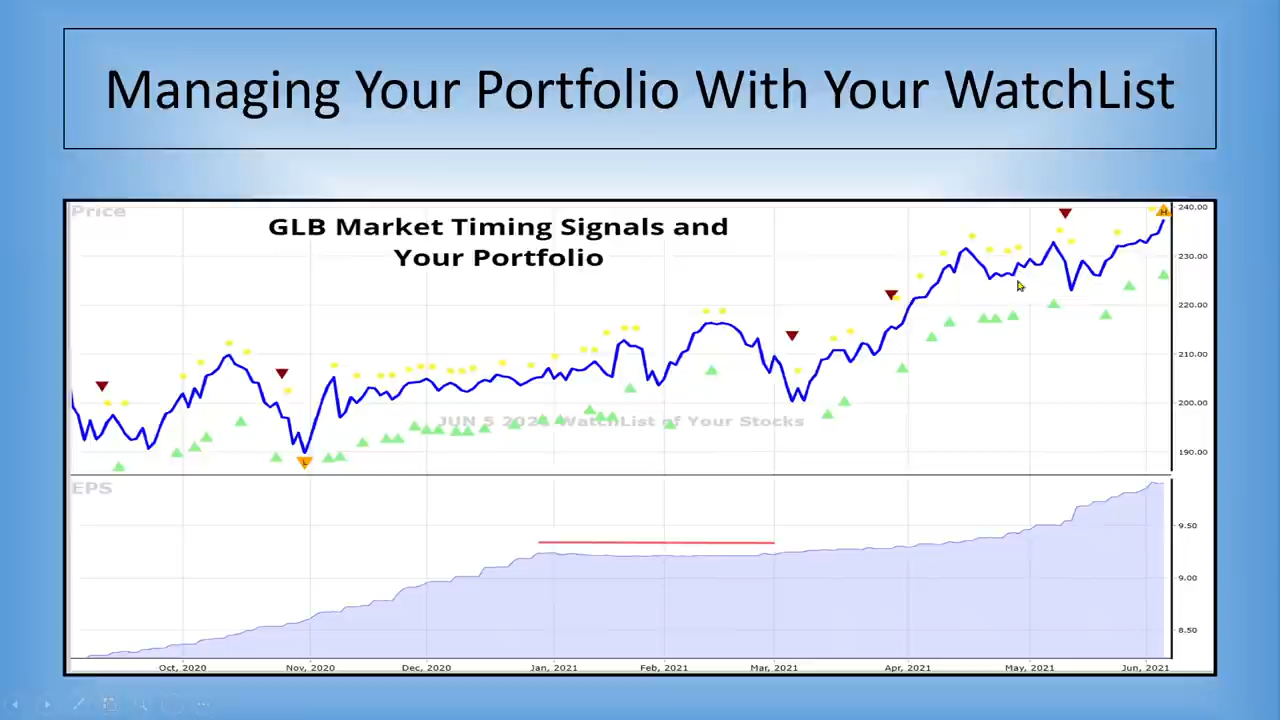 Managing Your Portfolio With Your WatchList
Price
GLB Market Timing Signals and
Your Portfolio
H
240.00
230.00
220.00
210.00
200.00
190.00
L
JUN 5 2021 WatchList of Your Stocks
EPS
9.50
9.00
8.50
Oct, 2020 Nov, 2020 Dec, 2020 Jan, 2021 Feb, 2021 Mar, 2021 Apr, 2021 May, 2021 Jun, 2021